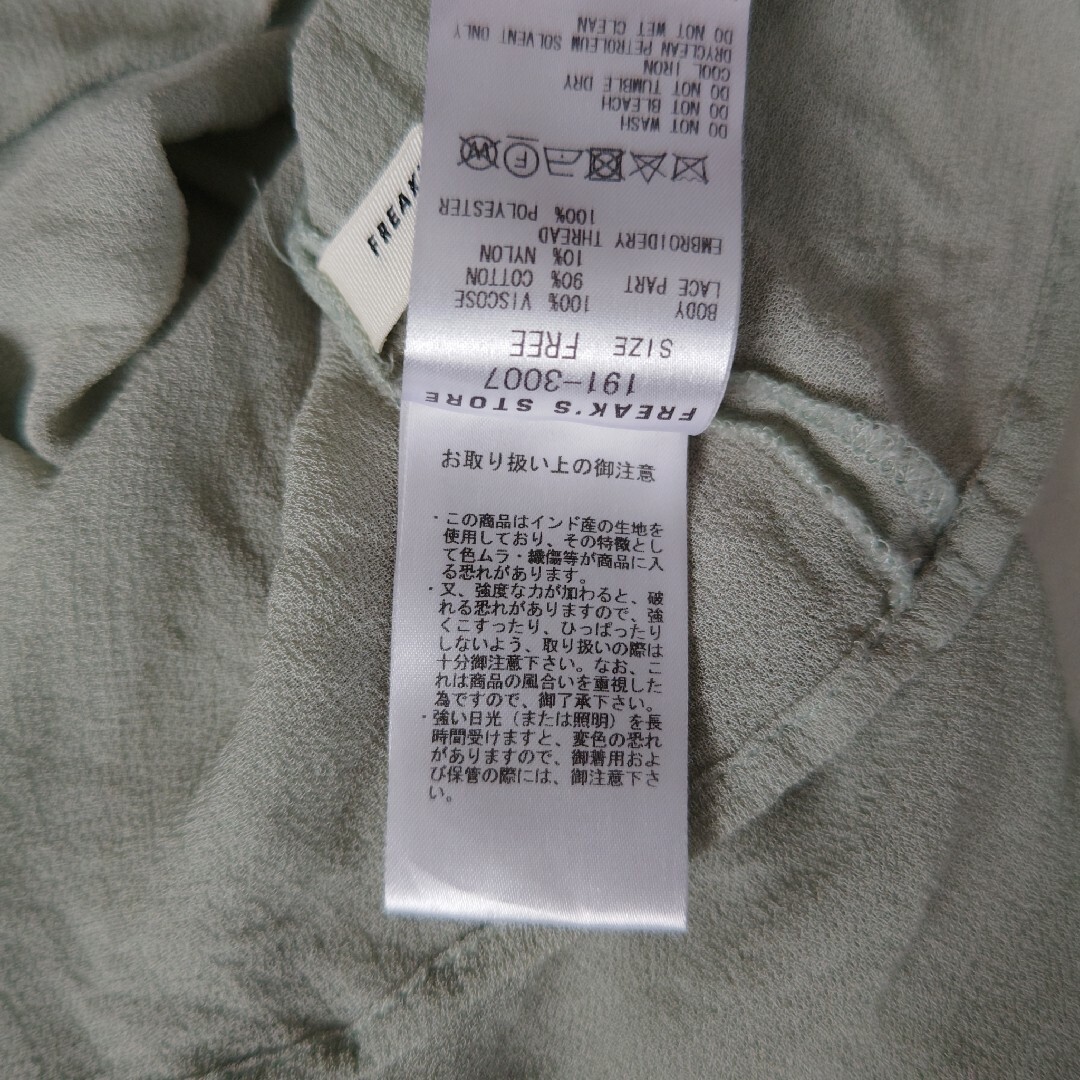 FREAK'S STORE
191-3007
SIZE FREE
BODY 100% VISCOSE
LACE PART 90% COTTON
10% NYLON
EMBROIDERY THREAD
100% POLYESTER
F
W
DO NOT WASH
DO NOT BLEACH
DO NOT TUMBLE DRY
COOL IRON
DRYCLEAN PETROLEUM SOLVENT ONLY
DO NOT WET CLEAN
お取り扱い上の御注意
・この商品はインド産の生地を
使用しており、その特徴とし
て色ムラ・織傷等が商品に入
る恐れがあります。
・又、強度な力が加わると、破
れる恐れがありますので、強
くこすったり、ひっぱったり
しないよう、取り扱いの際は
十分御注意下さい。なお、こ
れは商品の風合いを重視した
為ですので、御了承下さい。
・強い日光（または照明）を長
時間受けますと、変色の恐れ
がありますので、御着用およ
び保管の際には、御注意下さ
い。